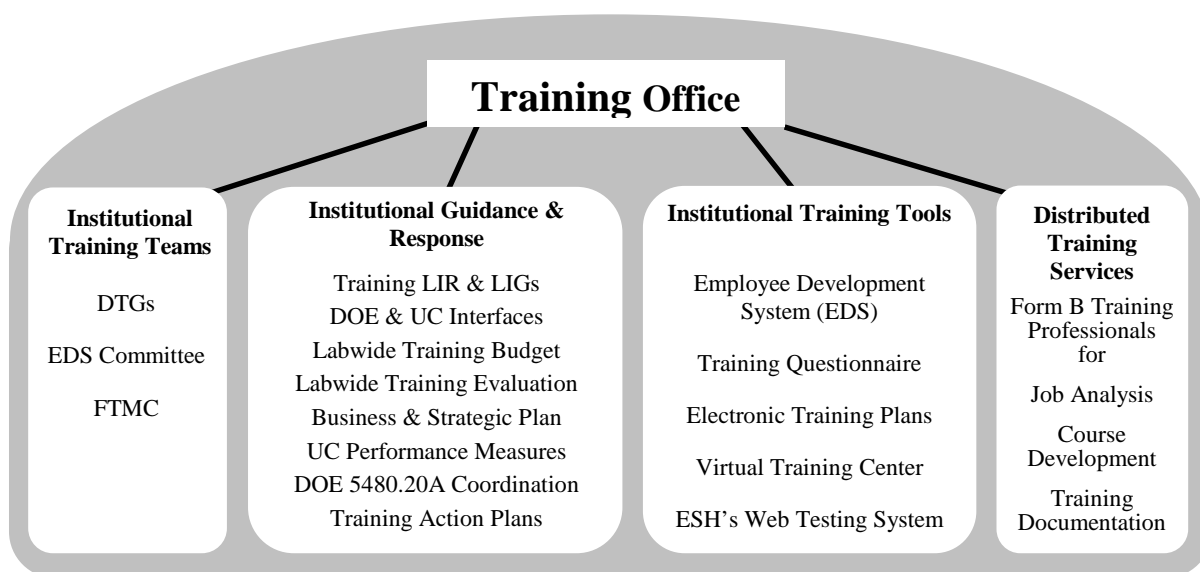 Training Office
Institutional
Training Teams
DTGs
EDS Committee
FTMC
Institutional Guidance &
Response
Training LIR & LIGs
DOE & UC Interfaces
Labwide Training Budget
Labwide Training Evaluation
Business & Strategic Plan
UC Performance Measures
DOE 5480.20A Coordination
Training Action Plans
Institutional Training Tools
Employee Development
System (EDS)
Training Questionnaire
Electronic Training Plans
Virtual Training Center
ESH's Web Testing System
Distributed
Training
Services
Form B Training
Professionals
for
Job Analysis
Course
Development
Training
Documentation